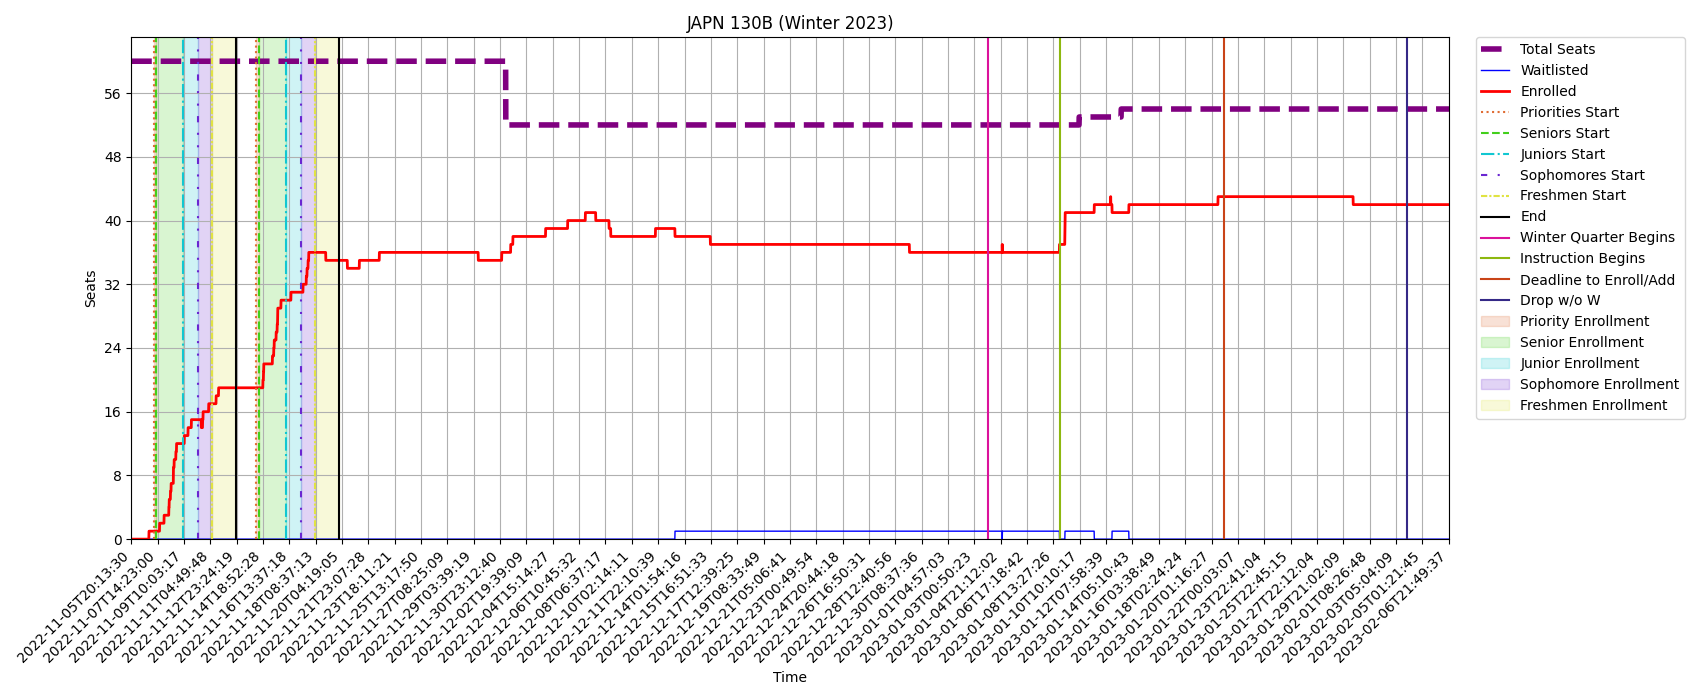 JAPN 130B (Winter 2023)
Total Seats
Waitlisted
Enrolled
Priorities Start
Seniors Start
Juniors Start
Sophomores Start
Freshmen Start
End
Winter Quarter Begins
Instruction Begins
Deadline to Enroll/Add
Drop w/o W
Priority Enrollment
Senior Enrollment
Junior Enrollment
Sophomore Enrollment
Freshmen Enrollment
Seats
56
48
40
32
24
16
8
0
2022-11-05T20:13:30
2022-11-07T14:23:00
2022-11-09T10:03:17
2022-11-11T04:49:48
2022-11-12T23:24:19
2022-11-14T18:52:28
2022-11-16T13:37:18
2022-11-18T08:37:13
2022-11-20T04:19:05
2022-11-21T23:07:28
2022-11-23T18:11:21
2022-11-25T13:17:50
2022-11-27T08:25:09
2022-11-29T03:39:19
2022-11-30T23:12:40
2022-12-02T19:39:09
2022-12-04T15:14:27
2022-12-06T10:45:32
2022-12-08T06:37:17
2022-12-10T02:14:11
2022-12-11T22:10:39
2022-12-14T01:54:16
2022-12-15T16:51:33
2022-12-17T12:39:25
2022-12-19T08:33:49
2022-12-21T05:06:41
2022-12-23T00:49:54
2022-12-24T20:44:18
2022-12-26T16:50:31
2022-12-28T12:40:56
2022-12-30T08:37:36
2023-01-01T04:57:03
2023-01-03T00:50:23
2023-01-04T21:12:02
2023-01-06T17:18:42
2023-01-08T13:27:26
2023-01-10T10:10:17
2023-01-12T07:58:39
2023-01-14T05:10:43
2023-01-16T03:38:49
2023-01-18T02:24:24
2023-01-20T01:16:27
2023-01-22T00:03:07
2023-01-23T22:41:04
2023-01-25T22:45:15
2023-01-27T22:12:04
2023-01-29T21:02:09
2023-02-01T08:26:48
2023-02-03T05:04:09
2023-02-05T01:21:45
2023-02-06T21:49:37
Time